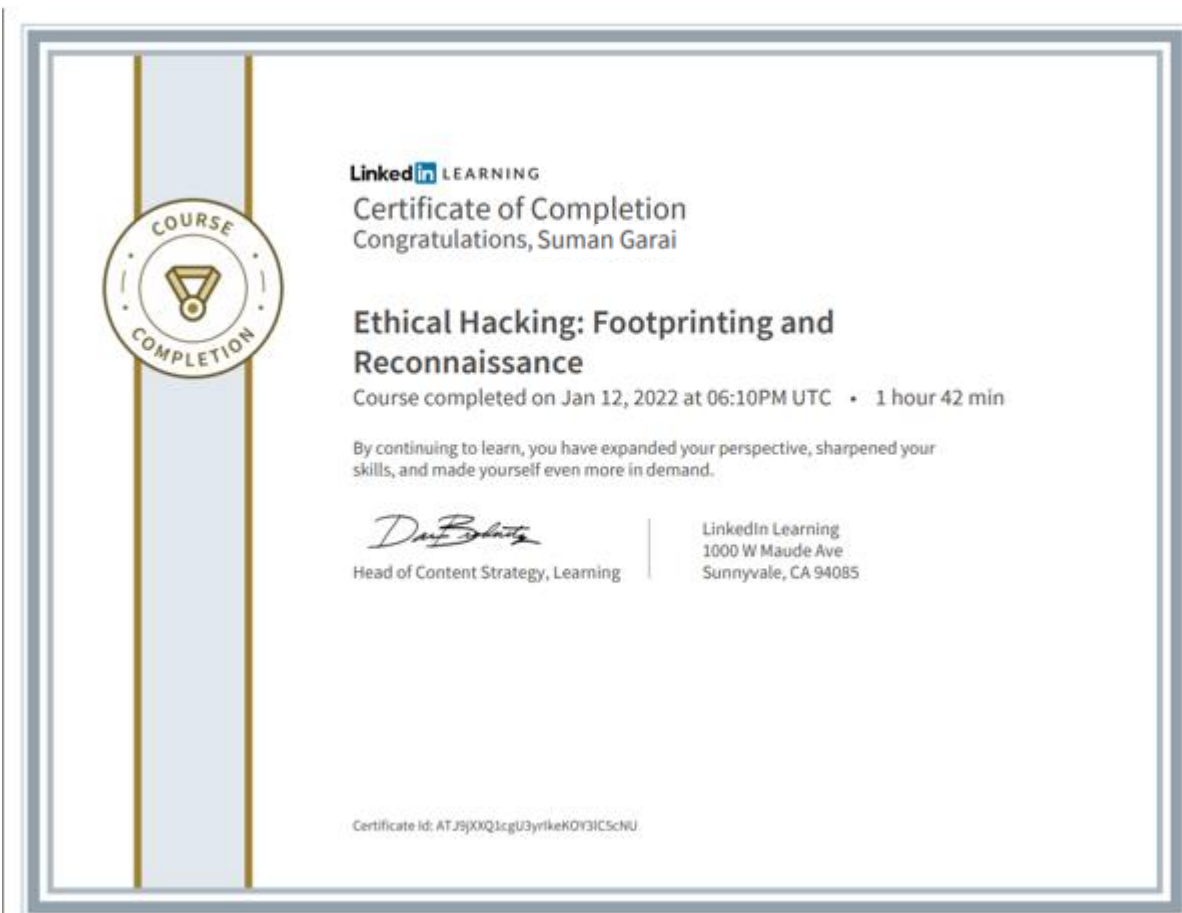 COURSE
COMPLETION
Linked in LEARNING
Certificate of Completion
Congratulations, Suman Garai
Ethical Hacking: Footprinting and
Reconnaissance
Course completed on Jan 12, 2022 at 06:10PM UTC • 1 hour 42 min
By continuing to learn, you have expanded your perspective, sharpened your
skills, and made yourself even more in demand.
Head of Content Strategy, Learning
LinkedIn Learning
1000 W Maude Ave
Sunnyvale, CA 94085
Certificate Id: